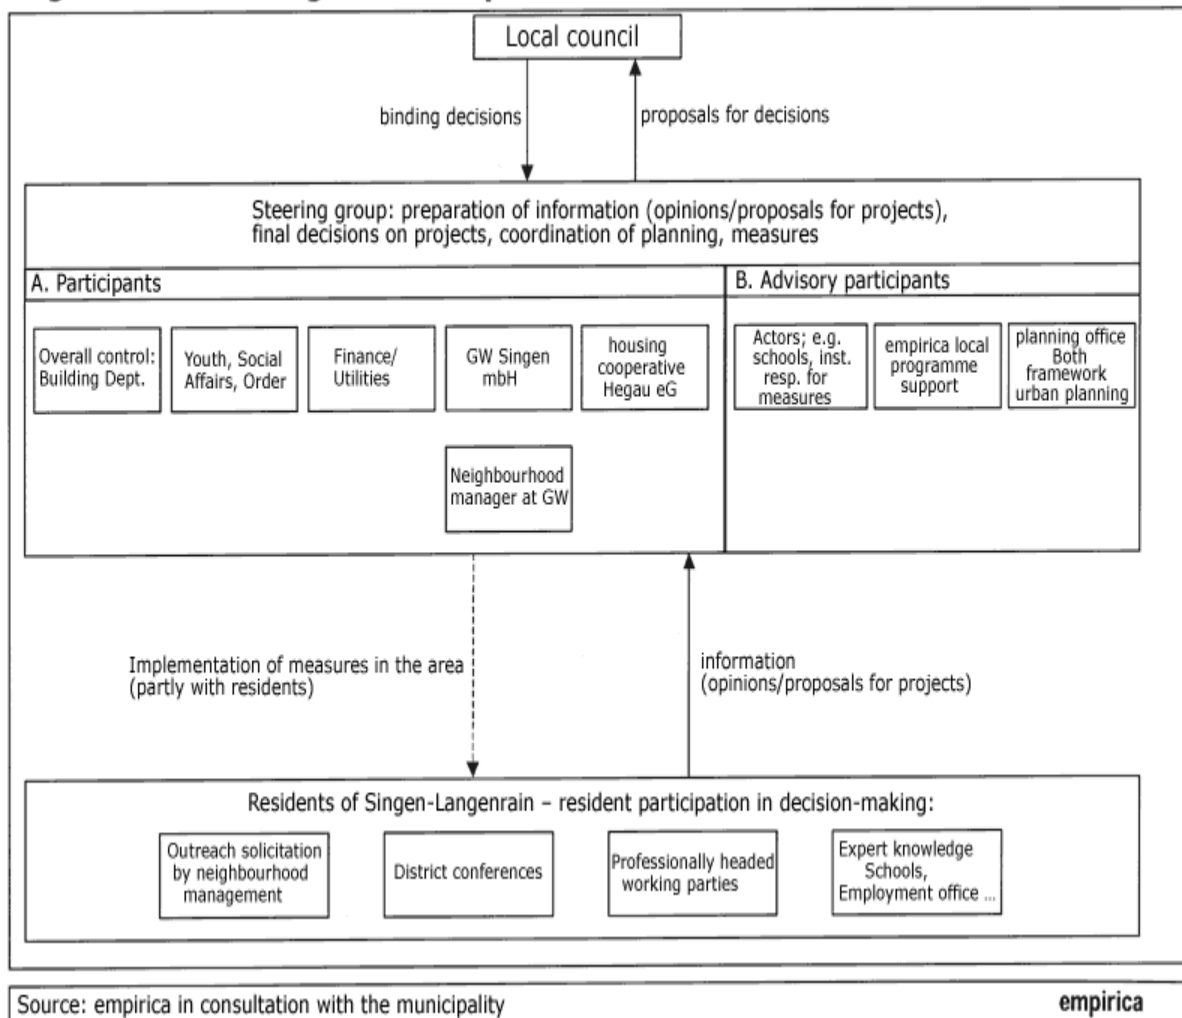 Local council
binding decisions
proposals for decisions
Steering group: preparation of information (opinions/proposals for projects),
final decisions on projects, coordination of planning, measures
A. Participants
B. Advisory participants
Overall control:
Building Dept.
Youth, Social
Affairs, Order
Finance/
Utilities
GW Singen
mbH
housing
cooperative
Hegau eG
Actors; e.g.
schools, inst.
resp. for
measures
empirica local
programme
support
planning office
Both
framework
urban planning
Neighbourhood
manager at GW
Implementation of measures in the area
(partly with residents)
information
(opinions/proposals for projects)
Residents of Singen-Langenrain – resident participation in decision-making:
Outreach solicitation
by neighbourhood
management
District conferences
Professionally headed
working parties
Expert knowledge
Schools,
Employment office ...
Source: empirica in consultation with the municipality
empirica